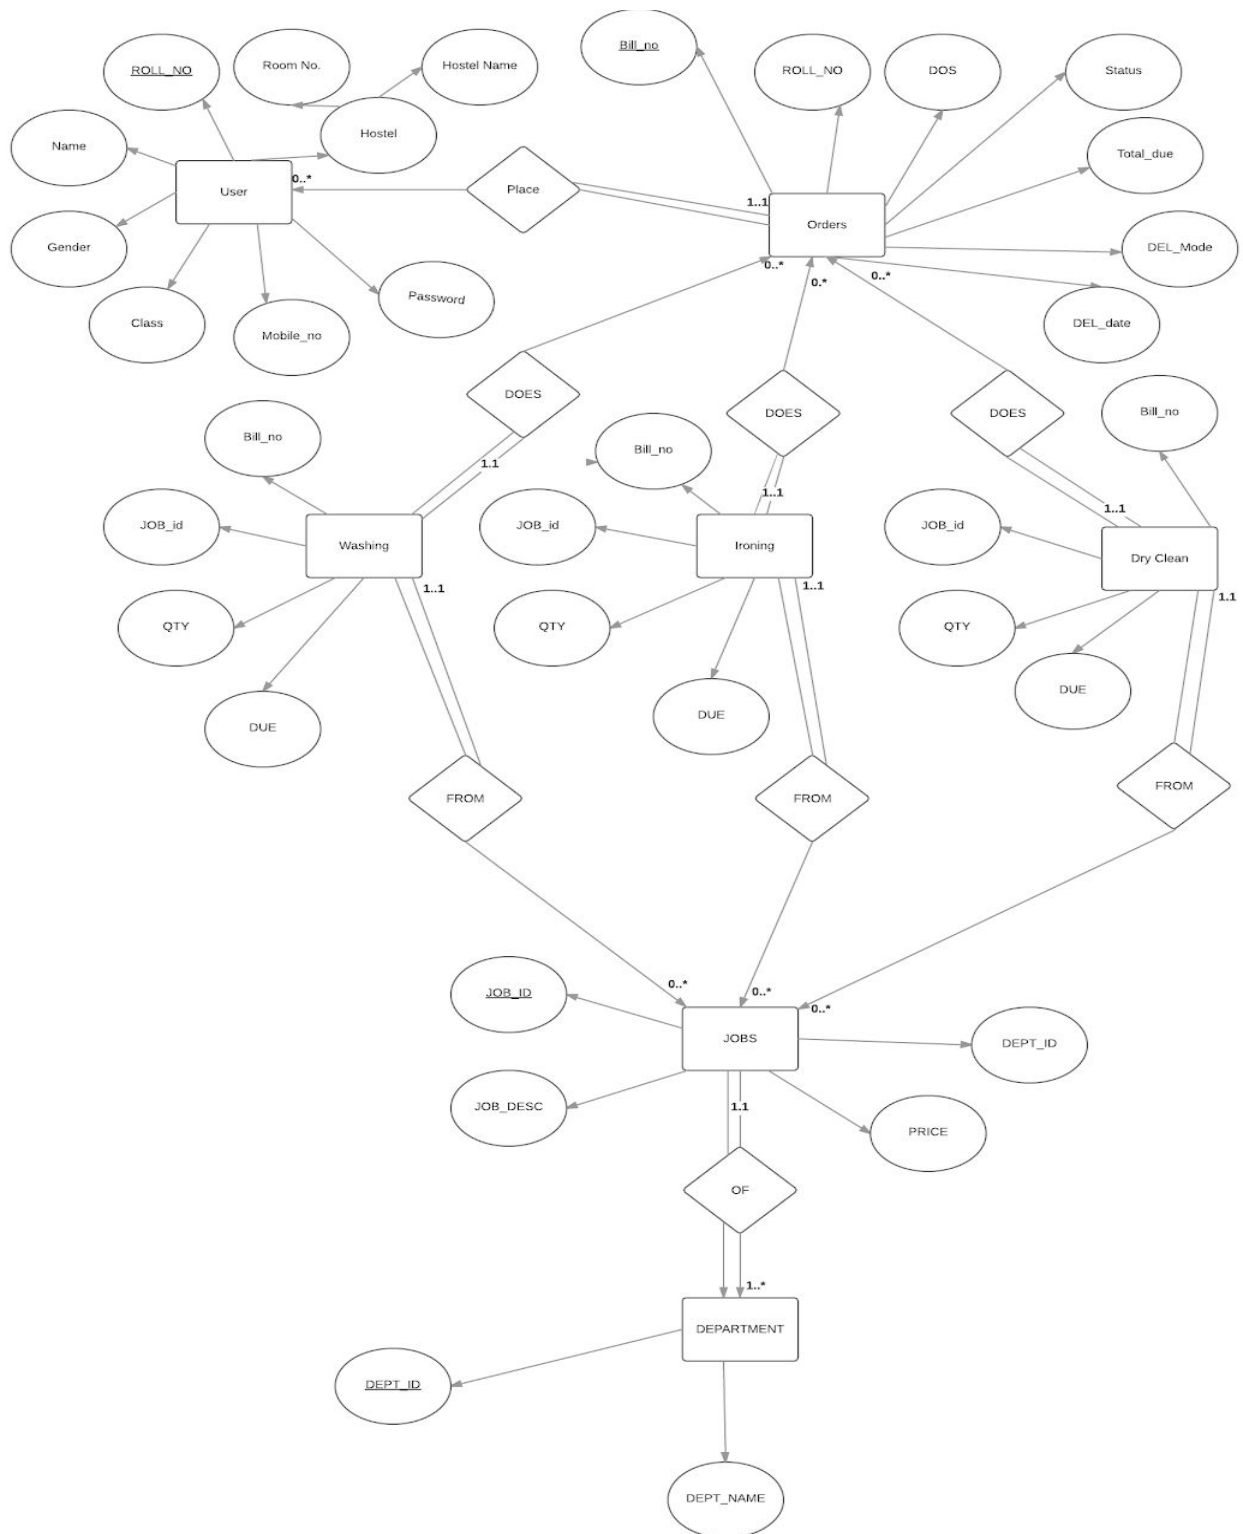 Bill_no
ROLL_NO
Room No.
Hostel Name
ROLL_NO
DOS
Status
Hostel
Name
Total_due
User
0..*
Place
1..1
Orders
Gender
DEL_Mode
0..*
0.*
0..*
Password
Class
Mobile_no
DEL_date
DOES
DOES
DOES
Bill_no
Bill_no
Bill_no
1.1
1..1
1..1
JOB_id
JOB_id
JOB_id
Washing
Ironing
Dry Clean
1..1
1..1
1.1
QTY
QTY
QTY
DUE
DUE
DUE
FROM
FROM
FROM
0..*
0..*
0..*
JOB_ID
JOBS
DEPT_ID
JOB_DESC
1.1
PRICE
OF
1..*
DEPARTMENT
DEPT_ID
DEPT_NAME